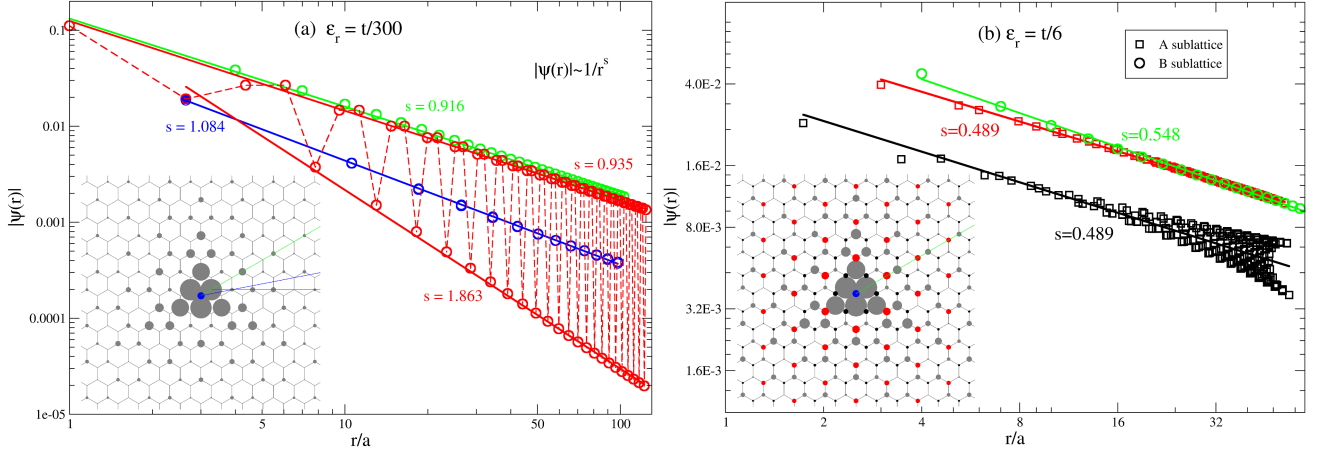 (a) εr = t/300
|ψ(r)|~1/r^s
s = 0.916
s = 1.084
s = 0.935
s = 1.863
|ψ(r)|
0.1
0.01
0.001
0.0001
1e-05
1 5 10 50 100
r/a
(b) εr = t/6
A sublattice
B sublattice
s=0.548
s=0.489
s=0.489
|ψ(r)|
4.0E-2
1.6E-2
8.0E-3
3.2E-3
1.6E-3
1 2 4 8 16 32
r/a